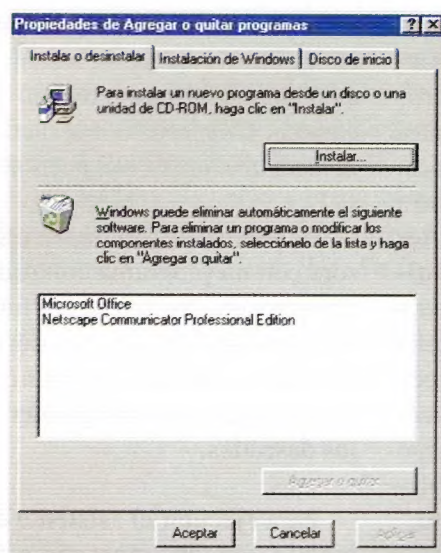 Propiedades de Agregar o quitar programas
Instalar o desinstalar
Instalación de Windows
Disco de inicio
Para instalar un nuevo programa desde un disco o una
unidad de CD-ROM, haga clic en "Instalar".
Instalar...
Windows puede eliminar automáticamente el siguiente
software. Para eliminar un programa o modificar los
componentes instalados, selecciónelo de la lista y haga
clic en "Agregar o quitar".
Microsoft Office
Netscape Communicator Professional Edition
Agregar o quitar
Aceptar
Cancelar